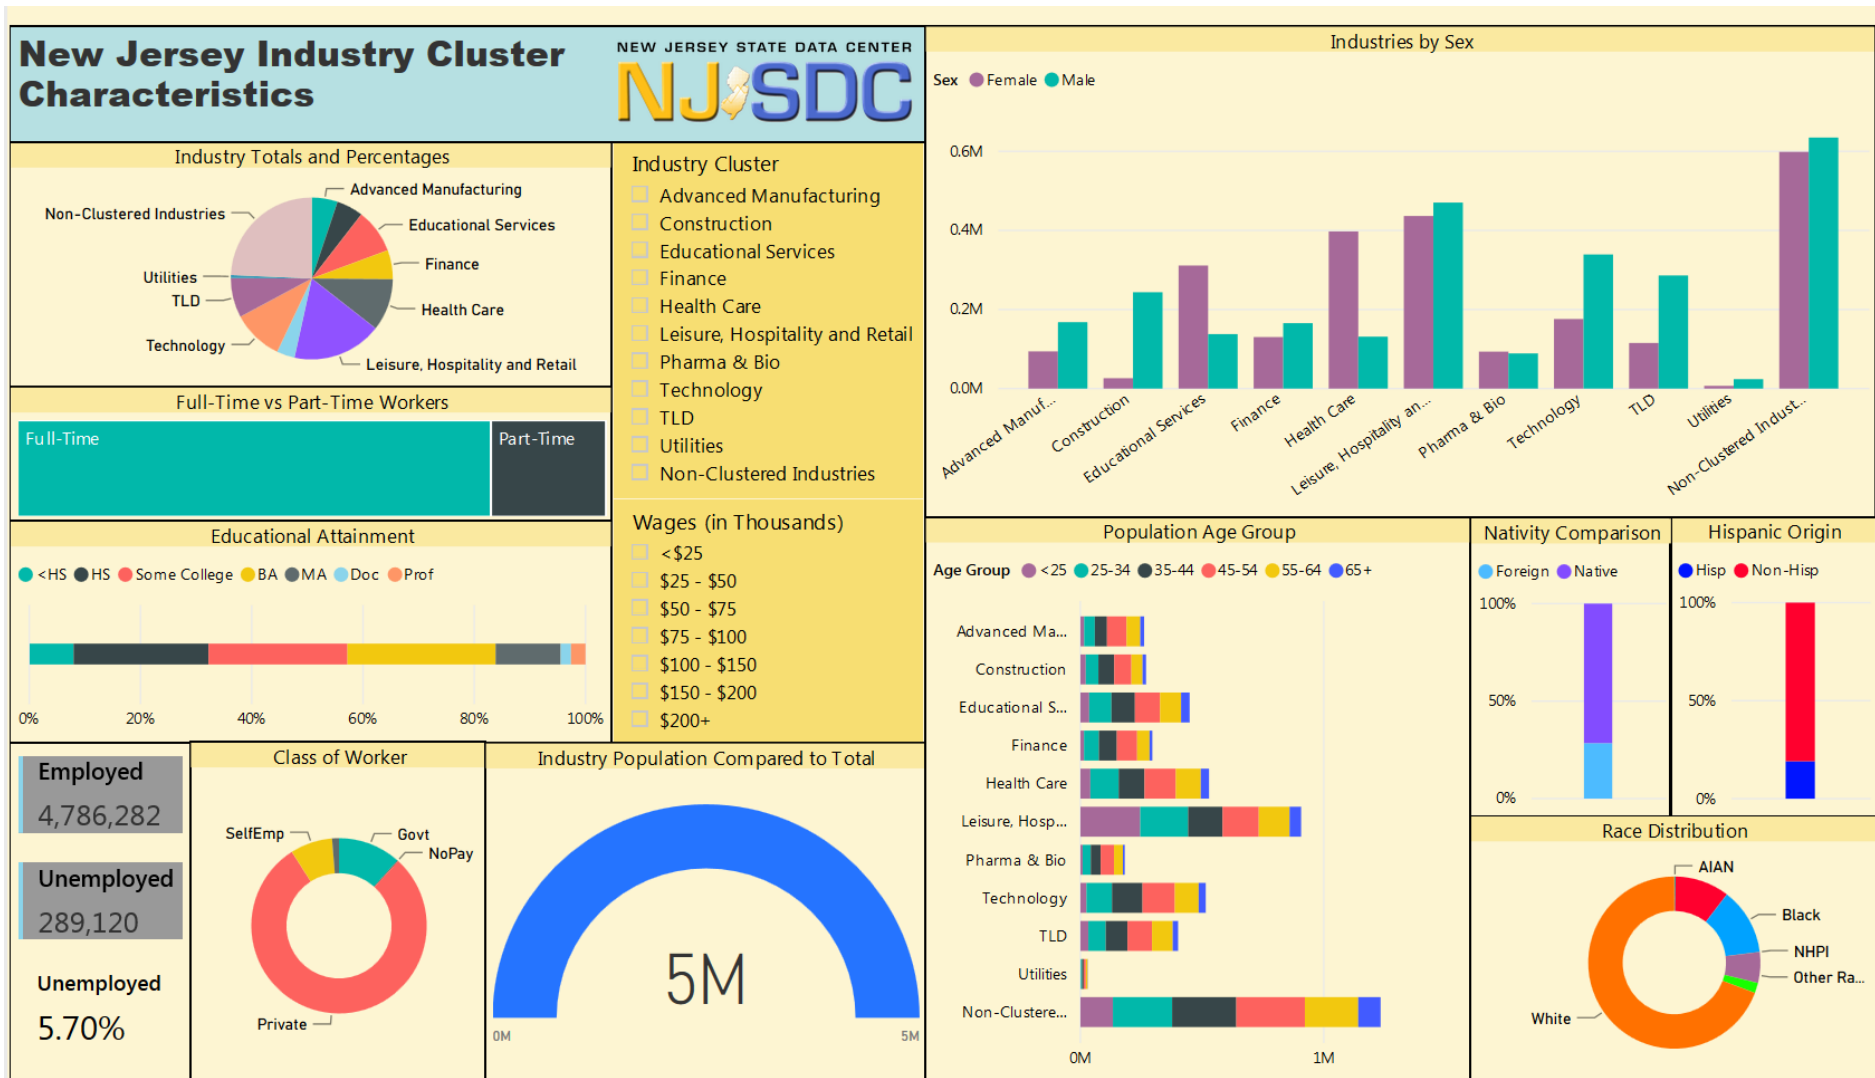 New Jersey Industry Cluster
Characteristics
NEW JERSEY STATE DATA CENTER
NJSDC
Industry Totals and Percentages
Advanced Manufacturing
Non-Clustered Industries
Educational Services
Finance
Utilities
TLD
Health Care
Technology
Leisure, Hospitality and Retail
Full-Time vs Part-Time Workers
Full-Time
Part-Time
Educational Attainment
<HS HS Some College BA MA Doc Prof
0% 20% 40% 60% 80% 100%
Industry Cluster
Advanced Manufacturing
Construction
Educational Services
Finance
Health Care
Leisure, Hospitality and Retail
Pharma & Bio
Technology
TLD
Utilities
Non-Clustered Industries
Wages (in Thousands)
<$25
$25 - $50
$50 - $75
$75 - $100
$100 - $150
$150 - $200
$200+
Employed
4,786,282
Unemployed
289,120
Unemployed
5.70%
Class of Worker
SelfEmp
Govt
NoPay
Private
Industry Population Compared to Total
5M
0M 5M
Industries by Sex
Sex Female Male
0.6M
0.4M
0.2M
0.0M
Advanced Manuf...
Construction
Educational Services
Finance
Health Care
Leisure, Hospitality an...
Pharma & Bio
Technology
TLD
Utilities
Non-Clustered Indust...
Population Age Group
Age Group <25 25-34 35-44 45-54 55-64 65+
Advanced Ma...
Construction
Educational S...
Finance
Health Care
Leisure, Hosp...
Pharma & Bio
Technology
TLD
Utilities
Non-Clustere...
0M 1M
Nativity Comparison
Foreign Native
100%
50%
0%
Hispanic Origin
Hisp Non-Hisp
100%
50%
0%
Race Distribution
AIAN
Black
NHPI
Other Ra...
White